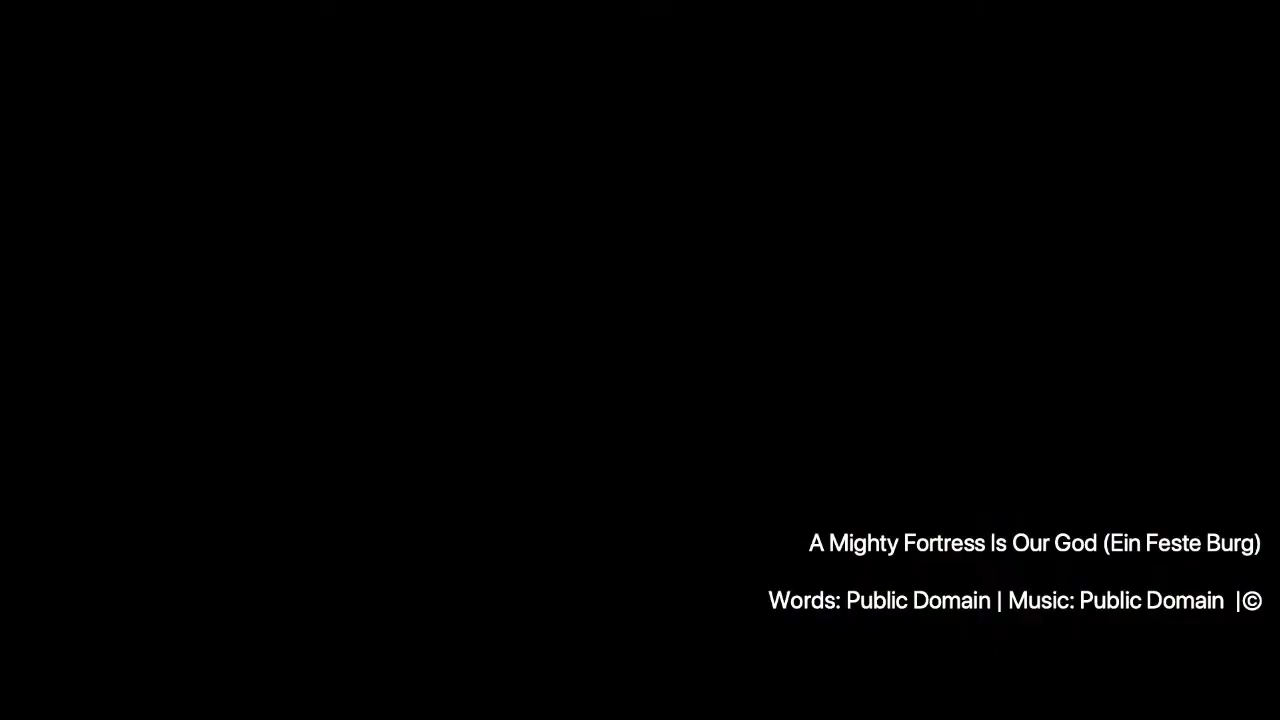 A Mighty Fortress Is Our God (Ein Feste Burg)
Words: Public Domain | Music: Public Domain  |©